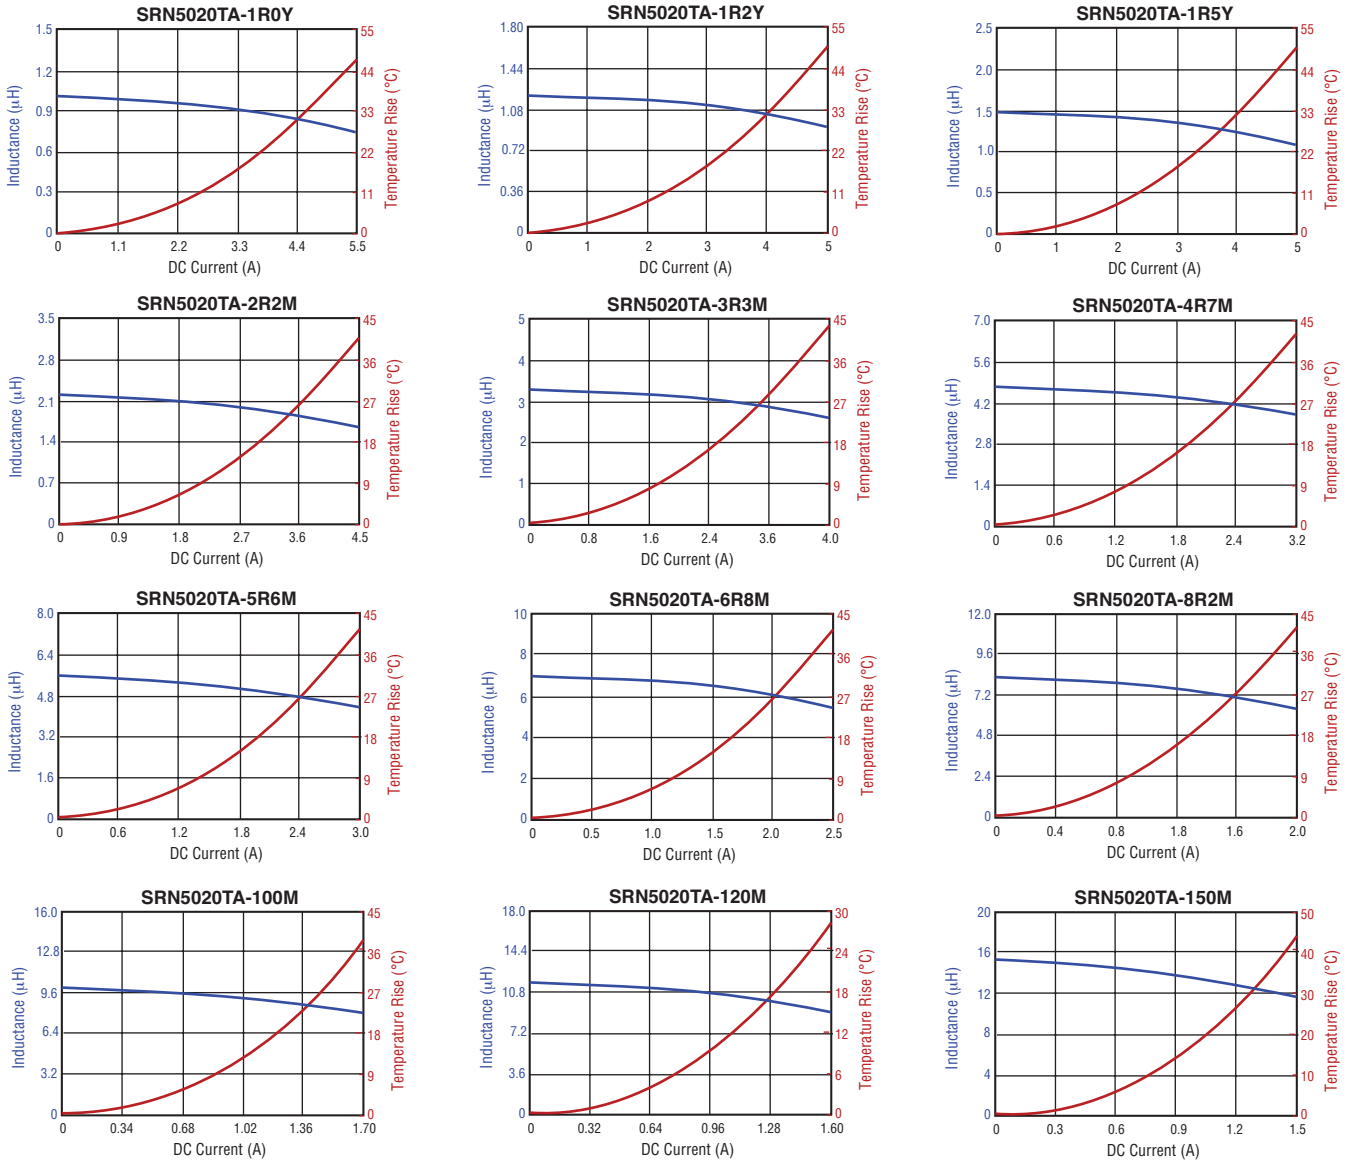 SRN5020TA-1R0Y
1.5
1.2
0.9
0.6
0.3
0
Inductance (µH)
55
44
33
22
11
0
Temperature Rise (°C)
0 1.1 2.2 3.3 4.4 5.5
DC Current (A)
SRN5020TA-1R2Y
1.80
1.44
1.08
0.72
0.36
0
Inductance (µH)
55
44
33
22
11
0
Temperature Rise (°C)
0 1 2 3 4 5
DC Current (A)
SRN5020TA-1R5Y
2.5
2.0
1.5
1.0
0.5
0
Inductance (µH)
55
44
33
22
11
0
Temperature Rise (°C)
0 1 2 3 4 5
DC Current (A)
SRN5020TA-2R2M
3.5
2.8
2.1
1.4
0.7
0
Inductance (µH)
45
36
27
18
9
0
Temperature Rise (°C)
0 0.9 1.8 2.7 3.6 4.5
DC Current (A)
SRN5020TA-3R3M
5
4
3
2
1
0
Inductance (µH)
45
36
27
18
9
0
Temperature Rise (°C)
0 0.8 1.6 2.4 3.6 4.0
DC Current (A)
SRN5020TA-4R7M
7.0
5.6
4.2
2.8
1.4
0
Inductance (µH)
45
36
27
18
9
0
Temperature Rise (°C)
0 0.6 1.2 1.8 2.4 3.2
DC Current (A)
SRN5020TA-5R6M
8.0
6.4
4.8
3.2
1.6
0
Inductance (µH)
45
36
27
18
9
0
Temperature Rise (°C)
0 0.6 1.2 1.8 2.4 3.0
DC Current (A)
SRN5020TA-6R8M
10
8
6
4
2
0
Inductance (µH)
45
36
27
18
9
0
Temperature Rise (°C)
0 0.5 1.0 1.5 2.0 2.5
DC Current (A)
SRN5020TA-8R2M
12.0
9.6
7.2
4.8
2.4
0
Inductance (µH)
45
36
27
18
9
0
Temperature Rise (°C)
0 0.4 0.8 1.8 1.6 2.0
DC Current (A)
SRN5020TA-100M
16.0
12.8
9.6
6.4
3.2
0
Inductance (µH)
45
36
27
18
9
0
Temperature Rise (°C)
0 0.34 0.68 1.02 1.36 1.70
DC Current (A)
SRN5020TA-120M
18.0
14.4
10.8
7.2
3.6
0
Inductance (µH)
30
24
18
12
6
0
Temperature Rise (°C)
0 0.32 0.64 0.96 1.28 1.60
DC Current (A)
SRN5020TA-150M
20
16
12
8
4
0
Inductance (µH)
50
40
30
20
10
0
Temperature Rise (°C)
0 0.3 0.6 0.9 1.2 1.5
DC Current (A)